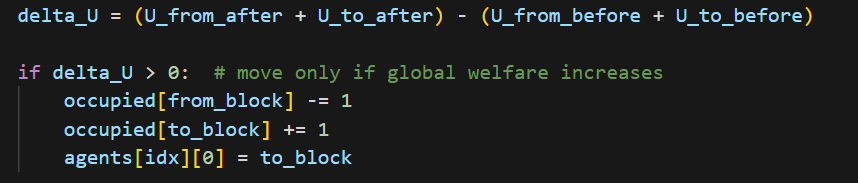 delta_U = (U_from_after + U_to_after) - (U_from_before + U_to_before)
if delta_U > 0:  # move only if global welfare increases
    occupied[from_block] -= 1
    occupied[to_block] += 1
    agents[idx][0] = to_block